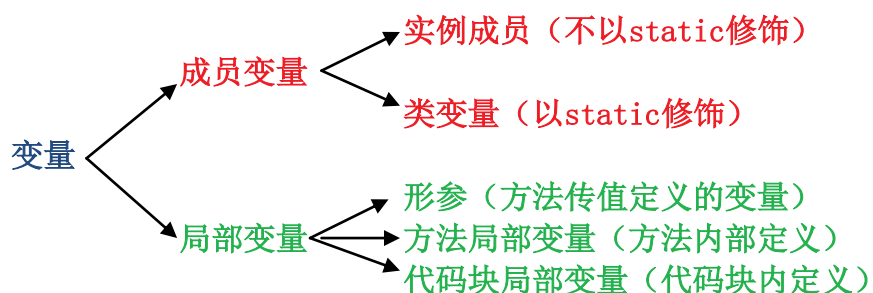 实例成员（不以static修饰）
成员变量
类变量（以static修饰）
变量
形参（方法传值定义的变量）
局部变量
方法局部变量（方法内部定义）
代码块局部变量（代码块内定义）